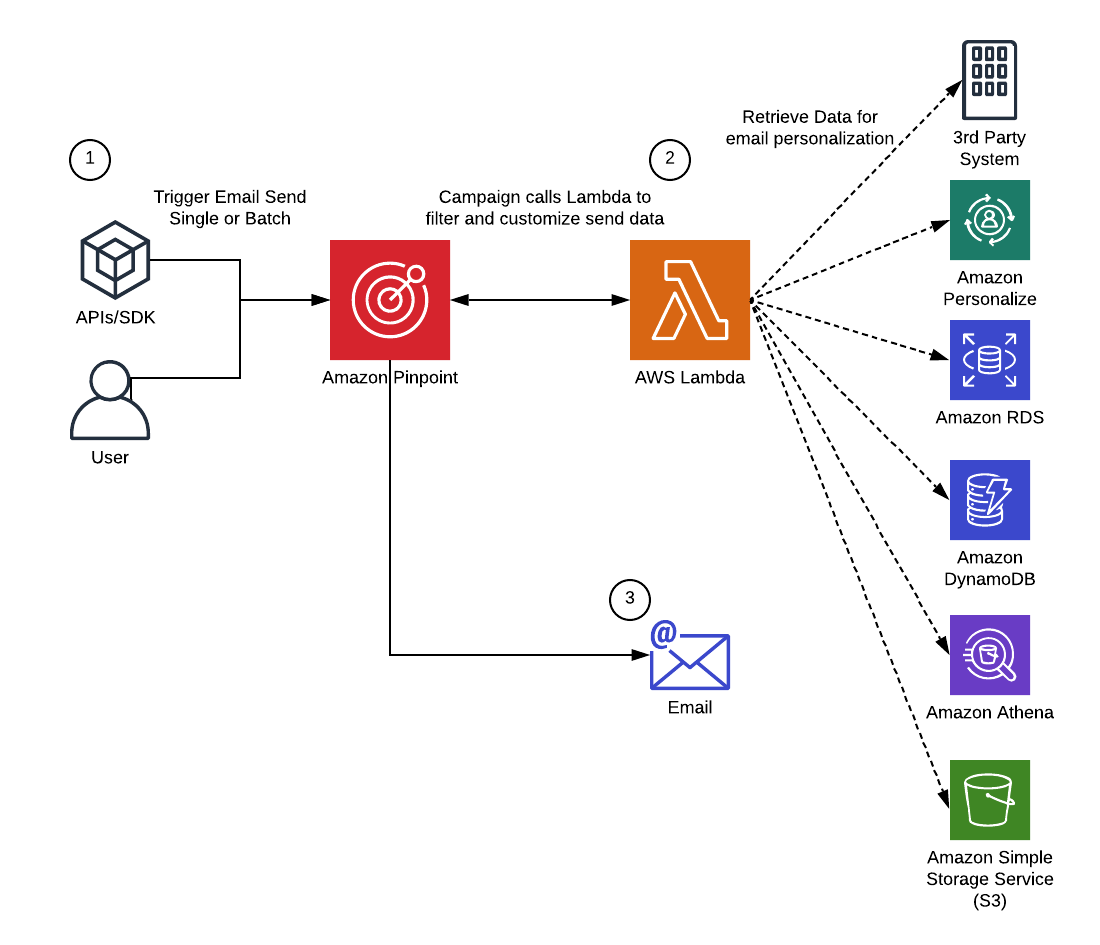 1
Trigger Email Send
Single or Batch
APIs/SDK
User
Amazon Pinpoint
Campaign calls Lambda to
filter and customize send data
2
AWS Lambda
Retrieve Data for
email personalization
3rd Party
System
Amazon
Personalize
Amazon RDS
Amazon
DynamoDB
Amazon Athena
Amazon Simple
Storage Service
(S3)
3
@
Email